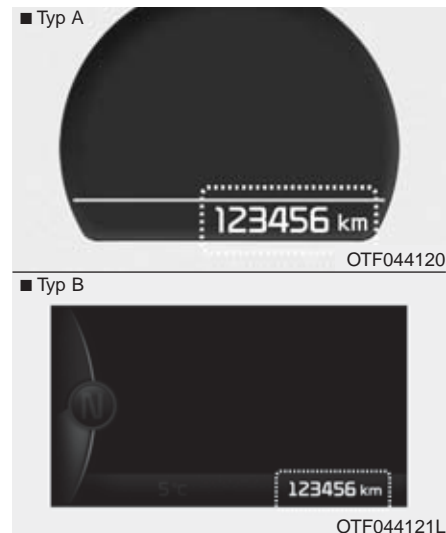 ■ Typ A
123456 km
OTF044120
■ Typ B
N
5°C
123456 km
OTF044121L